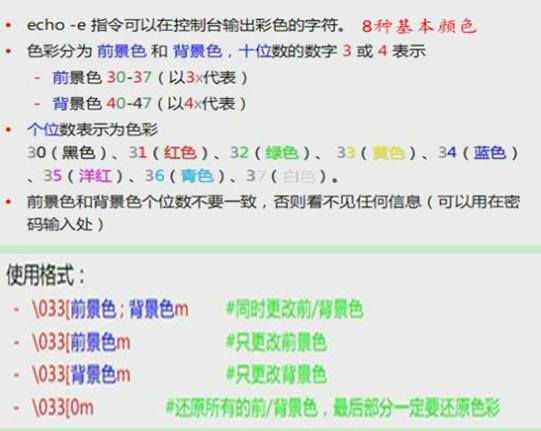 • echo -e 指令可以在控制台输出彩色的字符。 8种基本颜色
• 色彩分为 前景色 和 背景色，十位数的数字 3 或 4 表示
- 前景色 30-37（以3x代表）
- 背景色 40-47（以4x代表）
• 个位数表示为色彩
30（黑色）、31（红色）、32（绿色）、 33（黄色）、34（蓝色）
、35（洋红）、36（青色）、37（白色）。
• 前景色和背景色个位数不要一致，否则看不见任何信息（可以用在密
码输入处）
使用格式：
- \033[前景色 ; 背景色m #同时更改前/背景色
- \033[前景色m #只更改前景色
- \033[背景色m #只更改背景色
- \033[0m #还原所有的前/背景色，最后部分一定要还原色彩